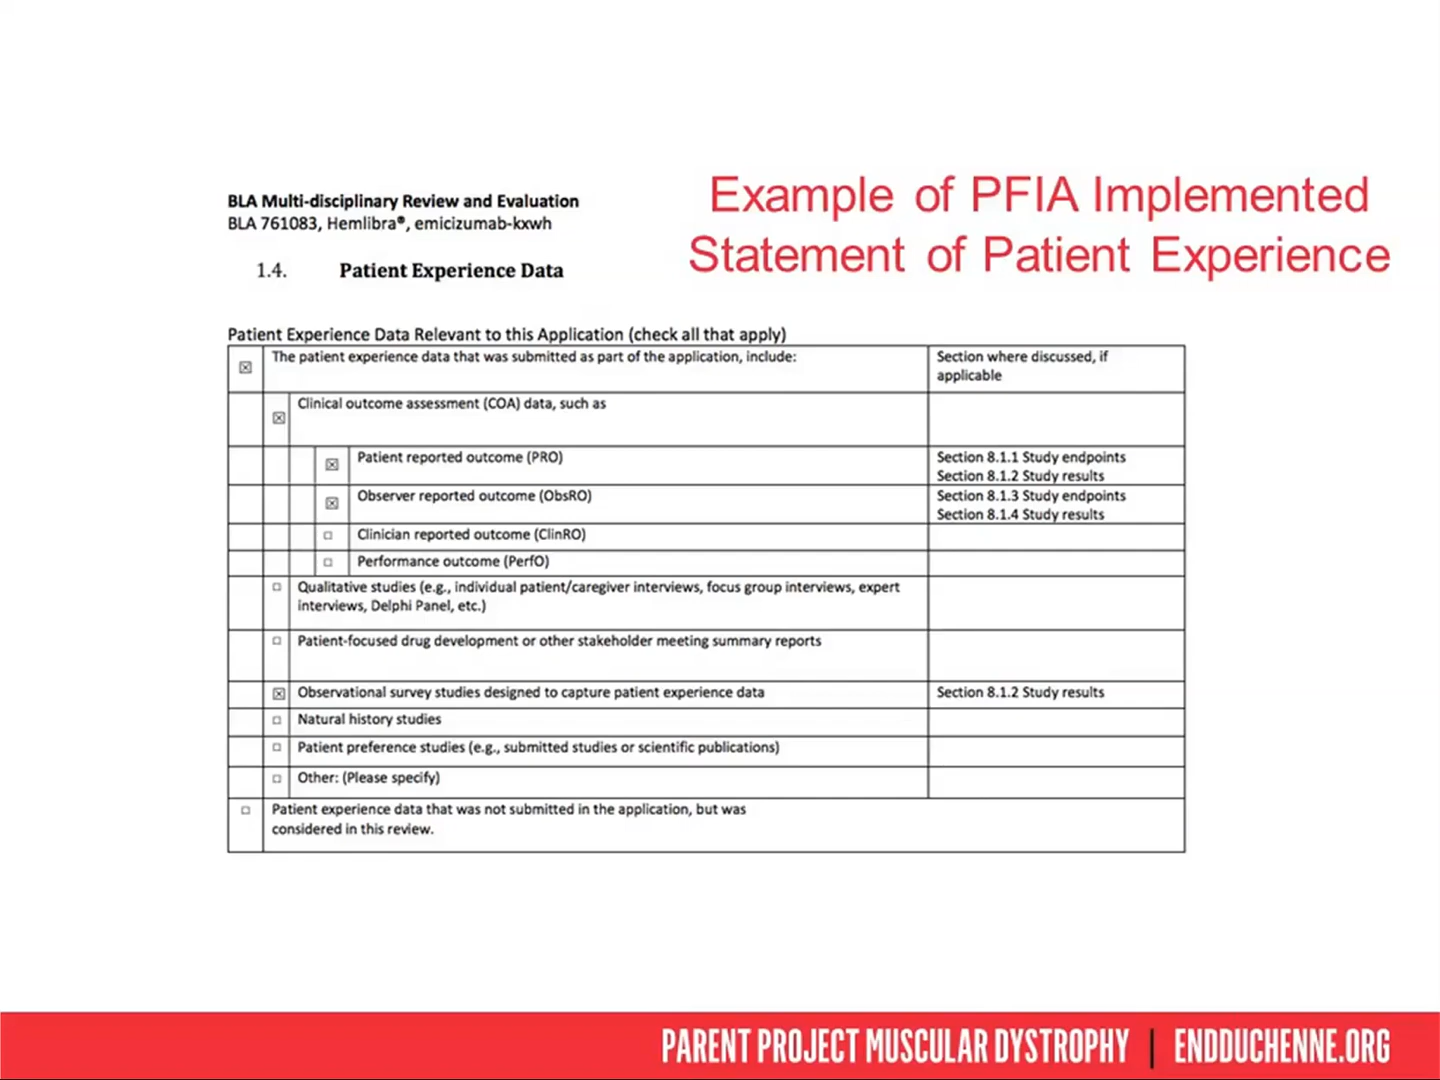 Example of PFIA Implemented
Statement of Patient Experience
BLA Multi-disciplinary Review and Evaluation
BLA 761083, Hemlibra®, emicizumab-kxwh
1.4. Patient Experience Data
Patient Experience Data Relevant to this Application (check all that apply)
☒ The patient experience data that was submitted as part of the application, include: Section where discussed, if
applicable
☒ Clinical outcome assessment (COA) data, such as
☒ Patient reported outcome (PRO) Section 8.1.1 Study endpoints
Section 8.1.2 Study results
☒ Observer reported outcome (ObsRO) Section 8.1.3 Study endpoints
Section 8.1.4 Study results
□ Clinician reported outcome (ClinRO)
□ Performance outcome (PerfO)
□ Qualitative studies (e.g., individual patient/caregiver interviews, focus group interviews, expert
interviews, Delphi Panel, etc.)
□ Patient-focused drug development or other stakeholder meeting summary reports
☒ Observational survey studies designed to capture patient experience data Section 8.1.2 Study results
□ Natural history studies
□ Patient preference studies (e.g., submitted studies or scientific publications)
□ Other: (Please specify)
□ Patient experience data that was not submitted in the application, but was
considered in this review.
PARENT PROJECT MUSCULAR DYSTROPHY | ENDDUCHENNE.ORG